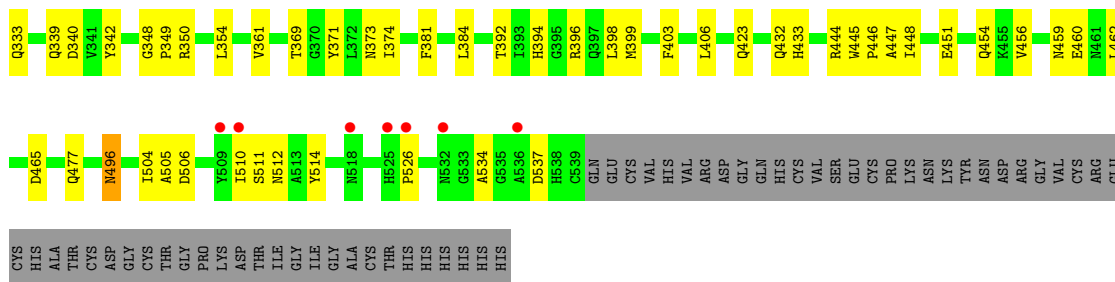 Q333 Q339 D340 V341 Y342 G348 P349 R350 L354 V361 T369 G370 Y371 L372 N373 I374 F381 L384 T392 I393 H394 G395 R396 Q397 L398 M399 F403 L406 Q423 Q432 H433 R444 W445 P446 A447 I448 E451 Q454 K455 V456 N459 E460 N461 L462
D465 Q477 N496 I504 A505 D506 Y509 I510 S511 N512 A513 Y514 N518 H525 P526 N532 G533 A534 G535 A536 D537 H538 C539 GLN GLU CYS VAL HIS VAL ARG ASP GLY GLN HIS CYS VAL SER GLU CYS PRO LYS ASN LYS TYR ASN ASP ARG GLY VAL CYS ARG GLU
CYS HIS ALA THR CYS ASP GLY CYS THR GLY PRO LYS ASP THR ILE GLY ILE GLY ALA CYS THR HIS HIS HIS HIS HIS HIS